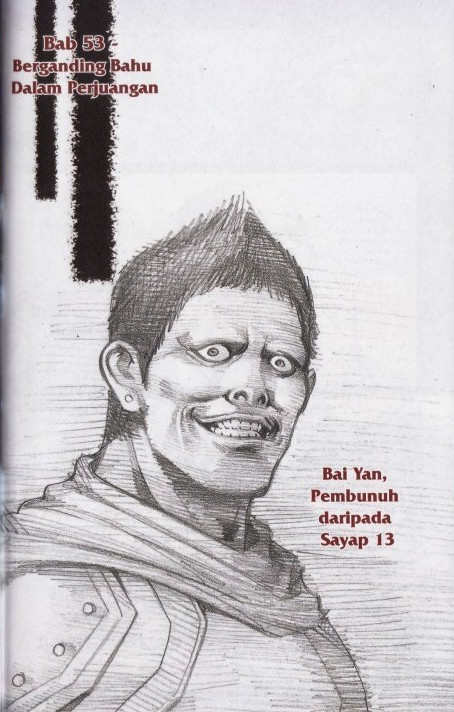 Bab 53 -
Berganding Bahu
Dalam Perjuangan
Bai Yan,
Pembunuh
daripada
Sayap 13